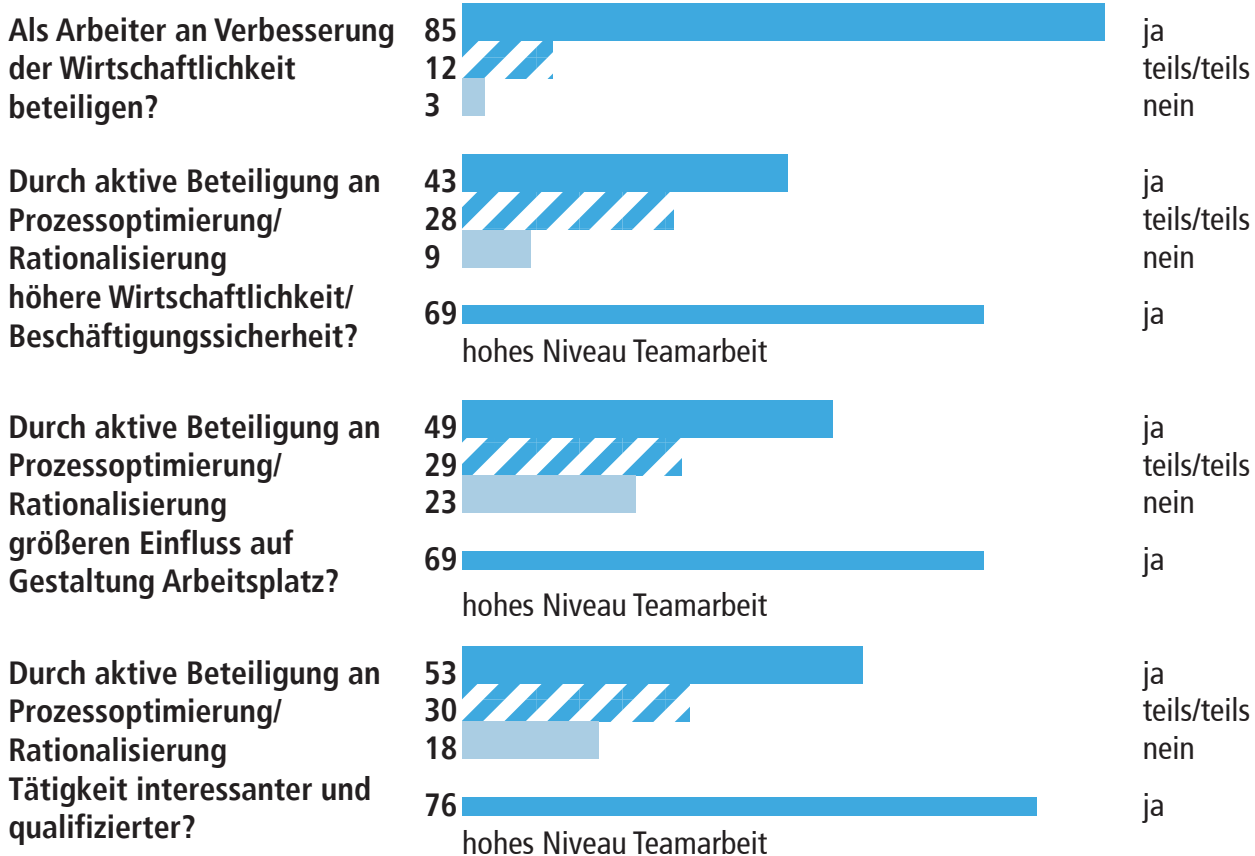 Als Arbeiter an Verbesserung
der Wirtschaftlichkeit
beteiligen?
85 ja
12 teils/teils
3 nein
Durch aktive Beteiligung an
Prozessoptimierung/
Rationalisierung
höhere Wirtschaftlichkeit/
Beschäftigungssicherheit?
43 ja
28 teils/teils
9 nein
69 ja
hohes Niveau Teamarbeit
Durch aktive Beteiligung an
Prozessoptimierung/
Rationalisierung
größeren Einfluss auf
Gestaltung Arbeitsplatz?
49 ja
29 teils/teils
23 nein
69 ja
hohes Niveau Teamarbeit
Durch aktive Beteiligung an
Prozessoptimierung/
Rationalisierung
Tätigkeit interessanter und
qualifizierter?
53 ja
30 teils/teils
18 nein
76 ja
hohes Niveau Teamarbeit